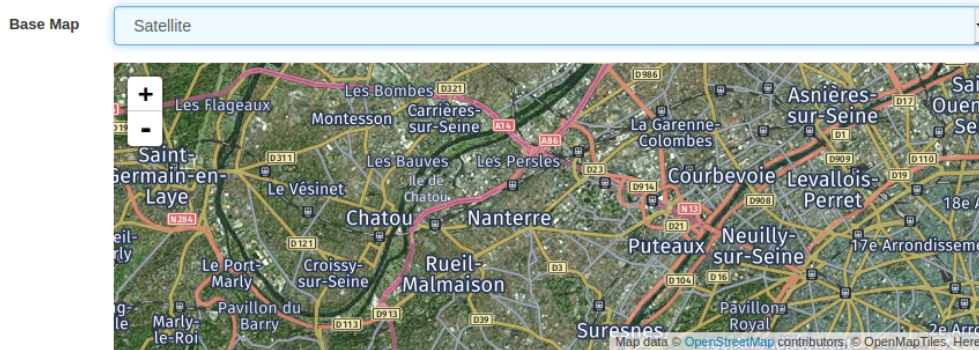 Base Map
Satellite
+
-
Les Flageaux
Les Bombes
D321
D986
Asnières-
sur-Seine
D17
Montesson
Carrières-
sur-Seine
A14
A86
La Garenne-
Colombes
D1
Saint-
Germain-en-
Laye
D311
Les Bauves
Île de
Chatou
Les Persles
D23
D909
D110
D19
Le Vésinet
D914
Courbevoie
Levallois-
Perret
D908
N284
Chatou
Nanterre
N13
D21
Puteaux
Neuilly-
sur-Seine
17e Arrondissem
18e
D121
Le Port-
Marly
Croissy-
sur-Seine
Rueil-
Malmaison
D3
D104
D16
Marly-
le-Roi
Pavillon du
Barry
D113
D913
D39
Suresnes
Pavillon
Royal
Map data © OpenStreetMap contributors, © OpenMapTiles, Here